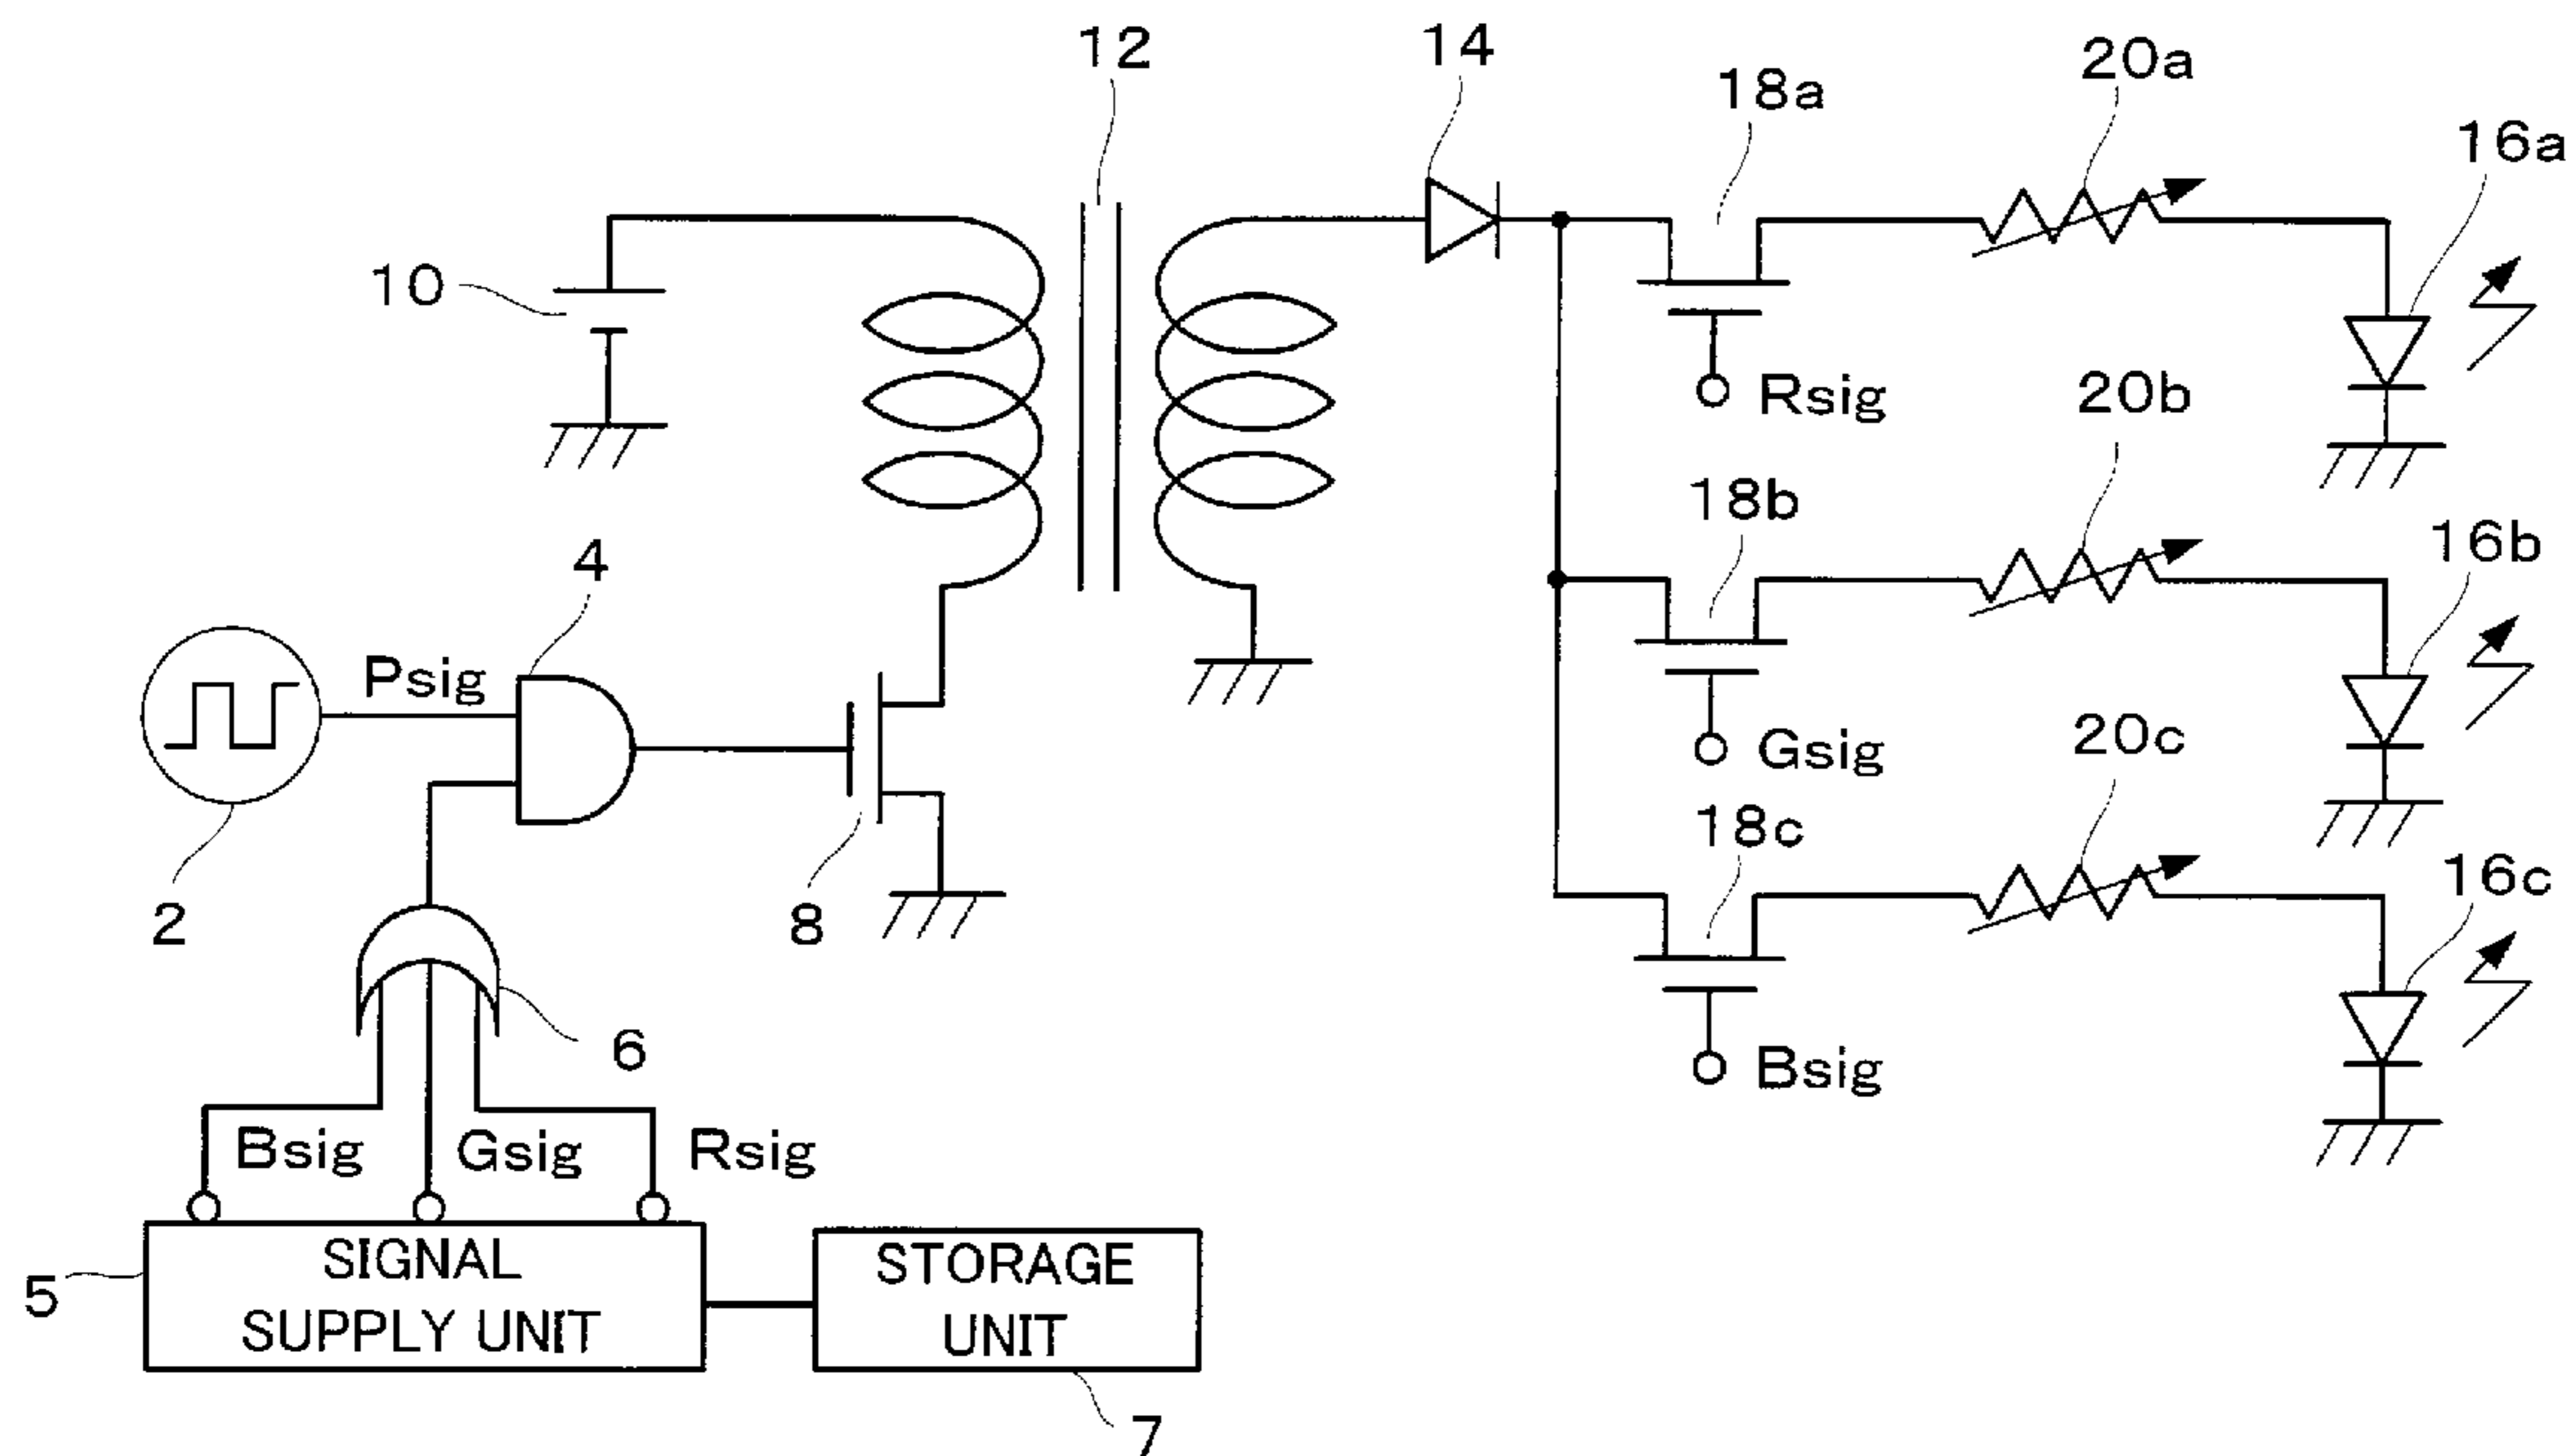 12
14
18a
20a
16a
10
Rsig
20b
18b
16b
4
Psig
Gsig
20c
18c
16c
2
8
6
Bsig
Bsig
Gsig
Rsig
5
SIGNAL
SUPPLY UNIT
STORAGE
UNIT
7